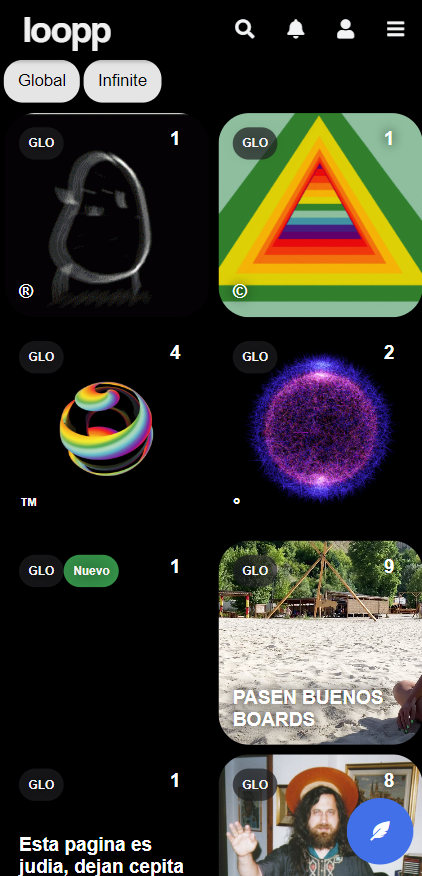 loopp
Global
Infinite
GLO
1
®
GLO
1
©
GLO
4
™
GLO
2
°
GLO
Nuevo
1
GLO
9
PASEN BUENOS
BOARDS
GLO
1
Esta pagina es
judia, dejan cepita
GLO
8